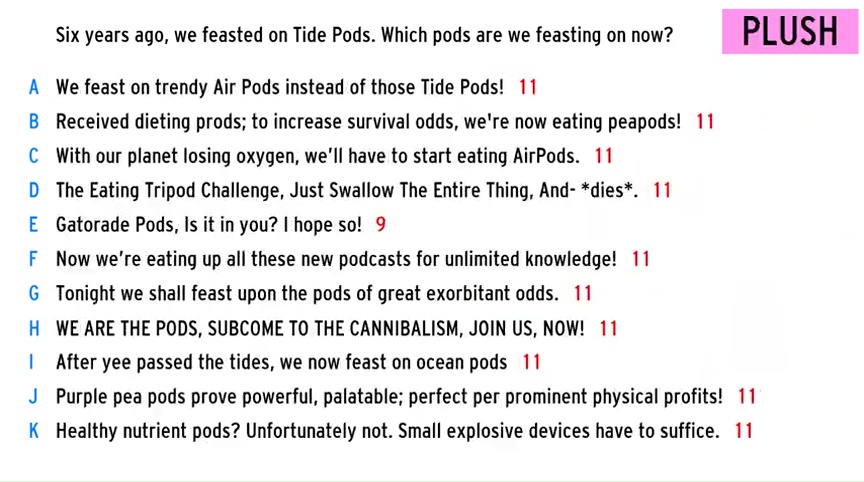 Six years ago, we feasted on Tide Pods. Which pods are we feasting on now?
PLUSH
A We feast on trendy Air Pods instead of those Tide Pods! 11
B Received dieting prods; to increase survival odds, we're now eating peapods! 11
C With our planet losing oxygen, we'll have to start eating AirPods. 11
D The Eating Tripod Challenge, Just Swallow The Entire Thing, And- *dies*. 11
E Gatorade Pods, Is it in you? I hope so! 9
F Now we're eating up all these new podcasts for unlimited knowledge! 11
G Tonight we shall feast upon the pods of great exorbitant odds. 11
H WE ARE THE PODS, SUBCOME TO THE CANNIBALISM, JOIN US, NOW! 11
I After yee passed the tides, we now feast on ocean pods 11
J Purple pea pods prove powerful, palatable; perfect per prominent physical profits! 11
K Healthy nutrient pods? Unfortunately not. Small explosive devices have to suffice. 11